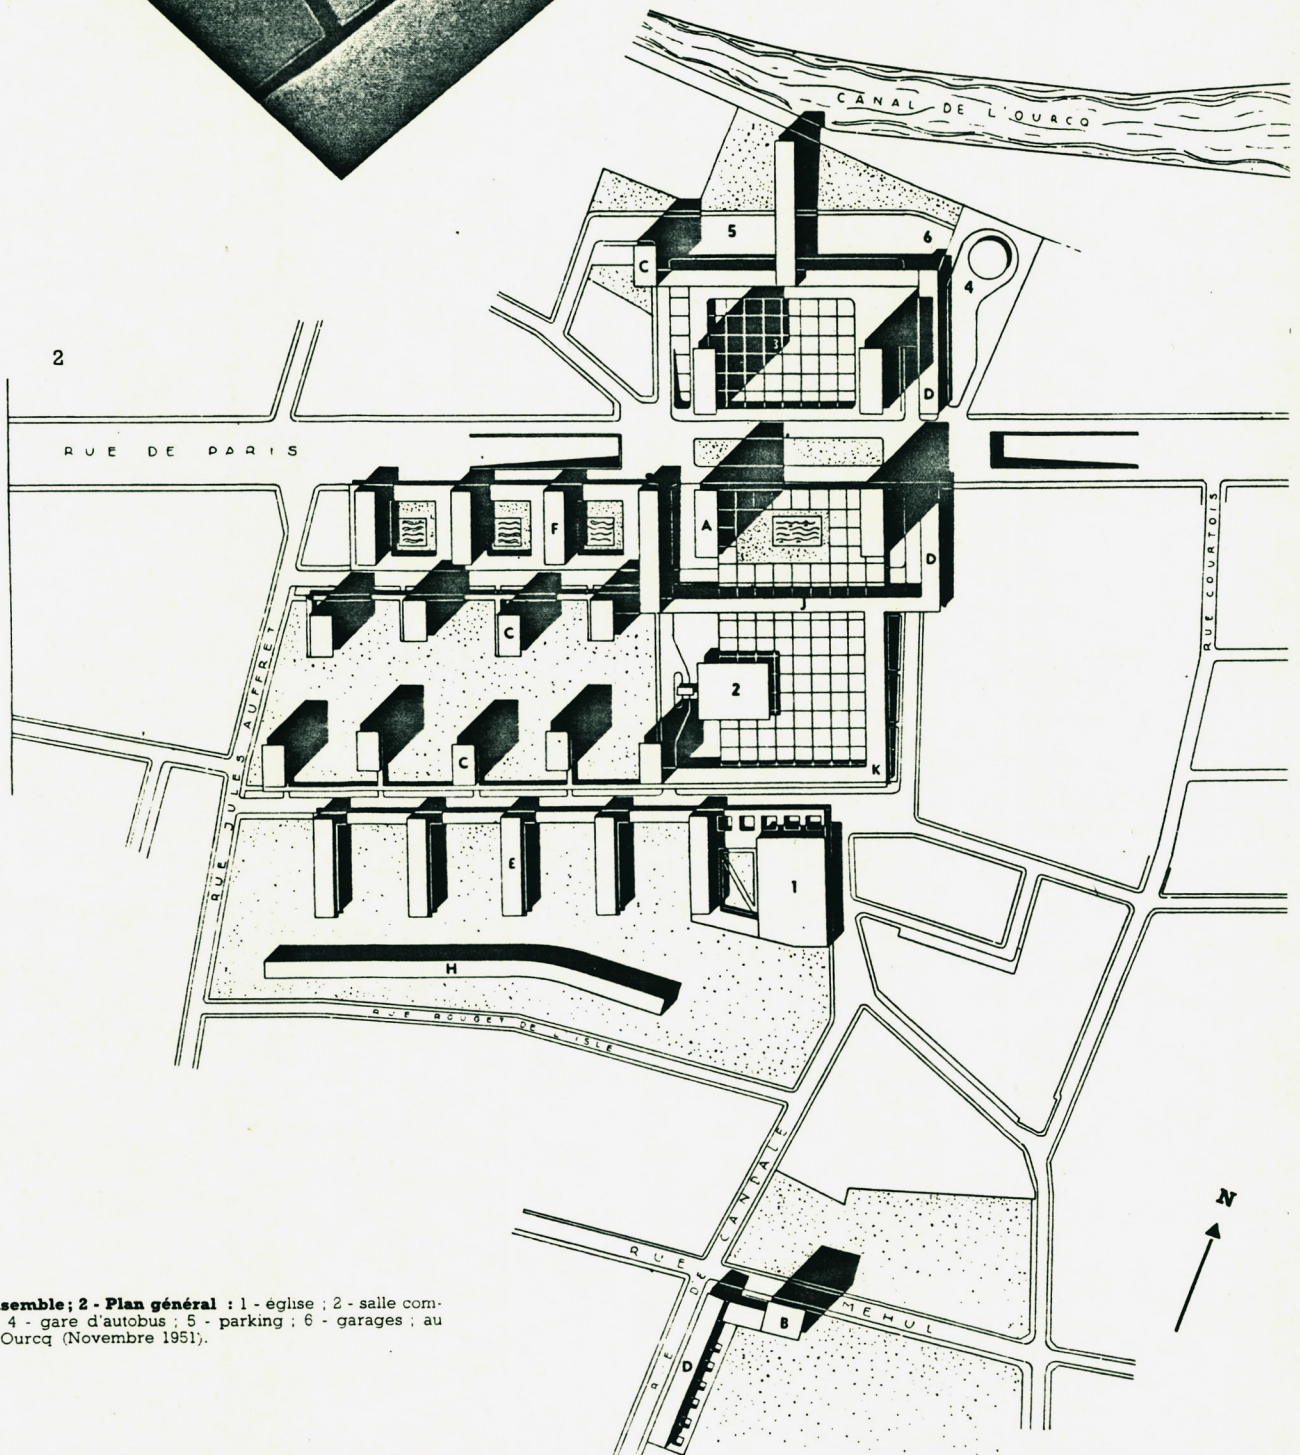 CANAL DE L'OURCQ
5
6
C
4
3
2
D
RUE DE PARIS
A
F
D
RUE COURTOIS
J
C
2
RUE JULES AUFFRET
C
K
E
1
H
RUE ROUGET DE L'ISLE
N
RUE DE CANDALE
RUE MEHUL
B
D
semble; 2 - Plan général : 1 - église ; 2 - salle com-
4 - gare d'autobus ; 5 - parking ; 6 - garages ; au
Ourcq (Novembre 1951).